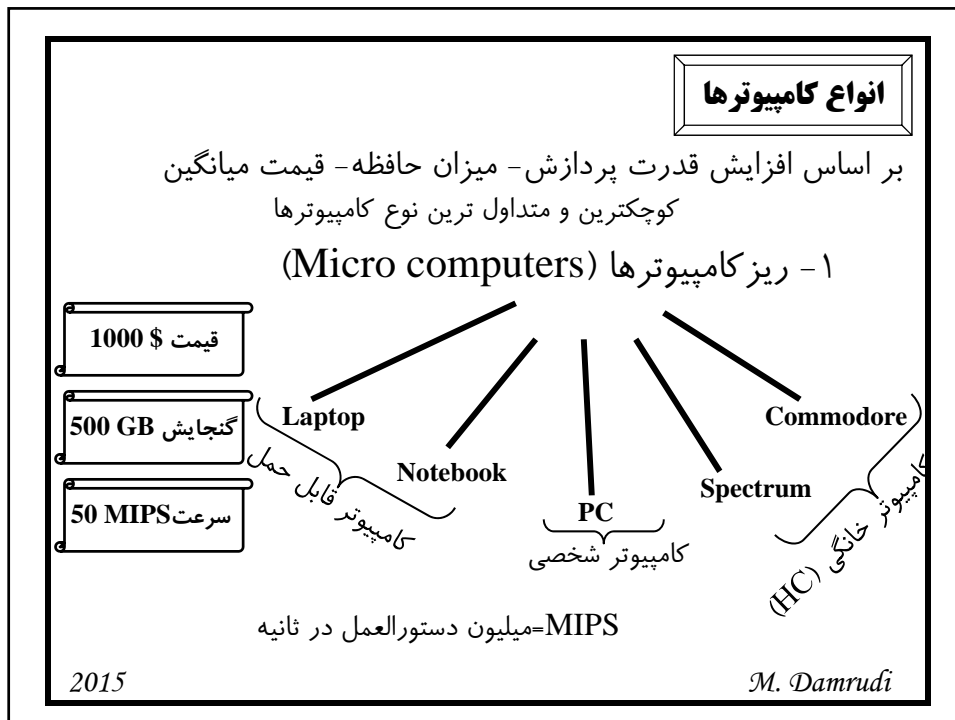 انواع کامپیوترها
بر اساس افزایش قدرت پردازش- میزان حافظه- قیمت میانگین
کوچکترین و متداول ترین نوع کامپیوترها
۱- ریزکامپیوترها (Micro computers)
قیمت $ 1000
گنجایش 500 GB
سرعت50 MIPS
Laptop
Notebook
کامپیوتر قابل حمل
PC
کامپیوتر شخصی
Spectrum
Commodore
کامپیوتر خانگی (HC)
MIPS=میلیون دستورالعمل در ثانیه
2015
M. Damrudi